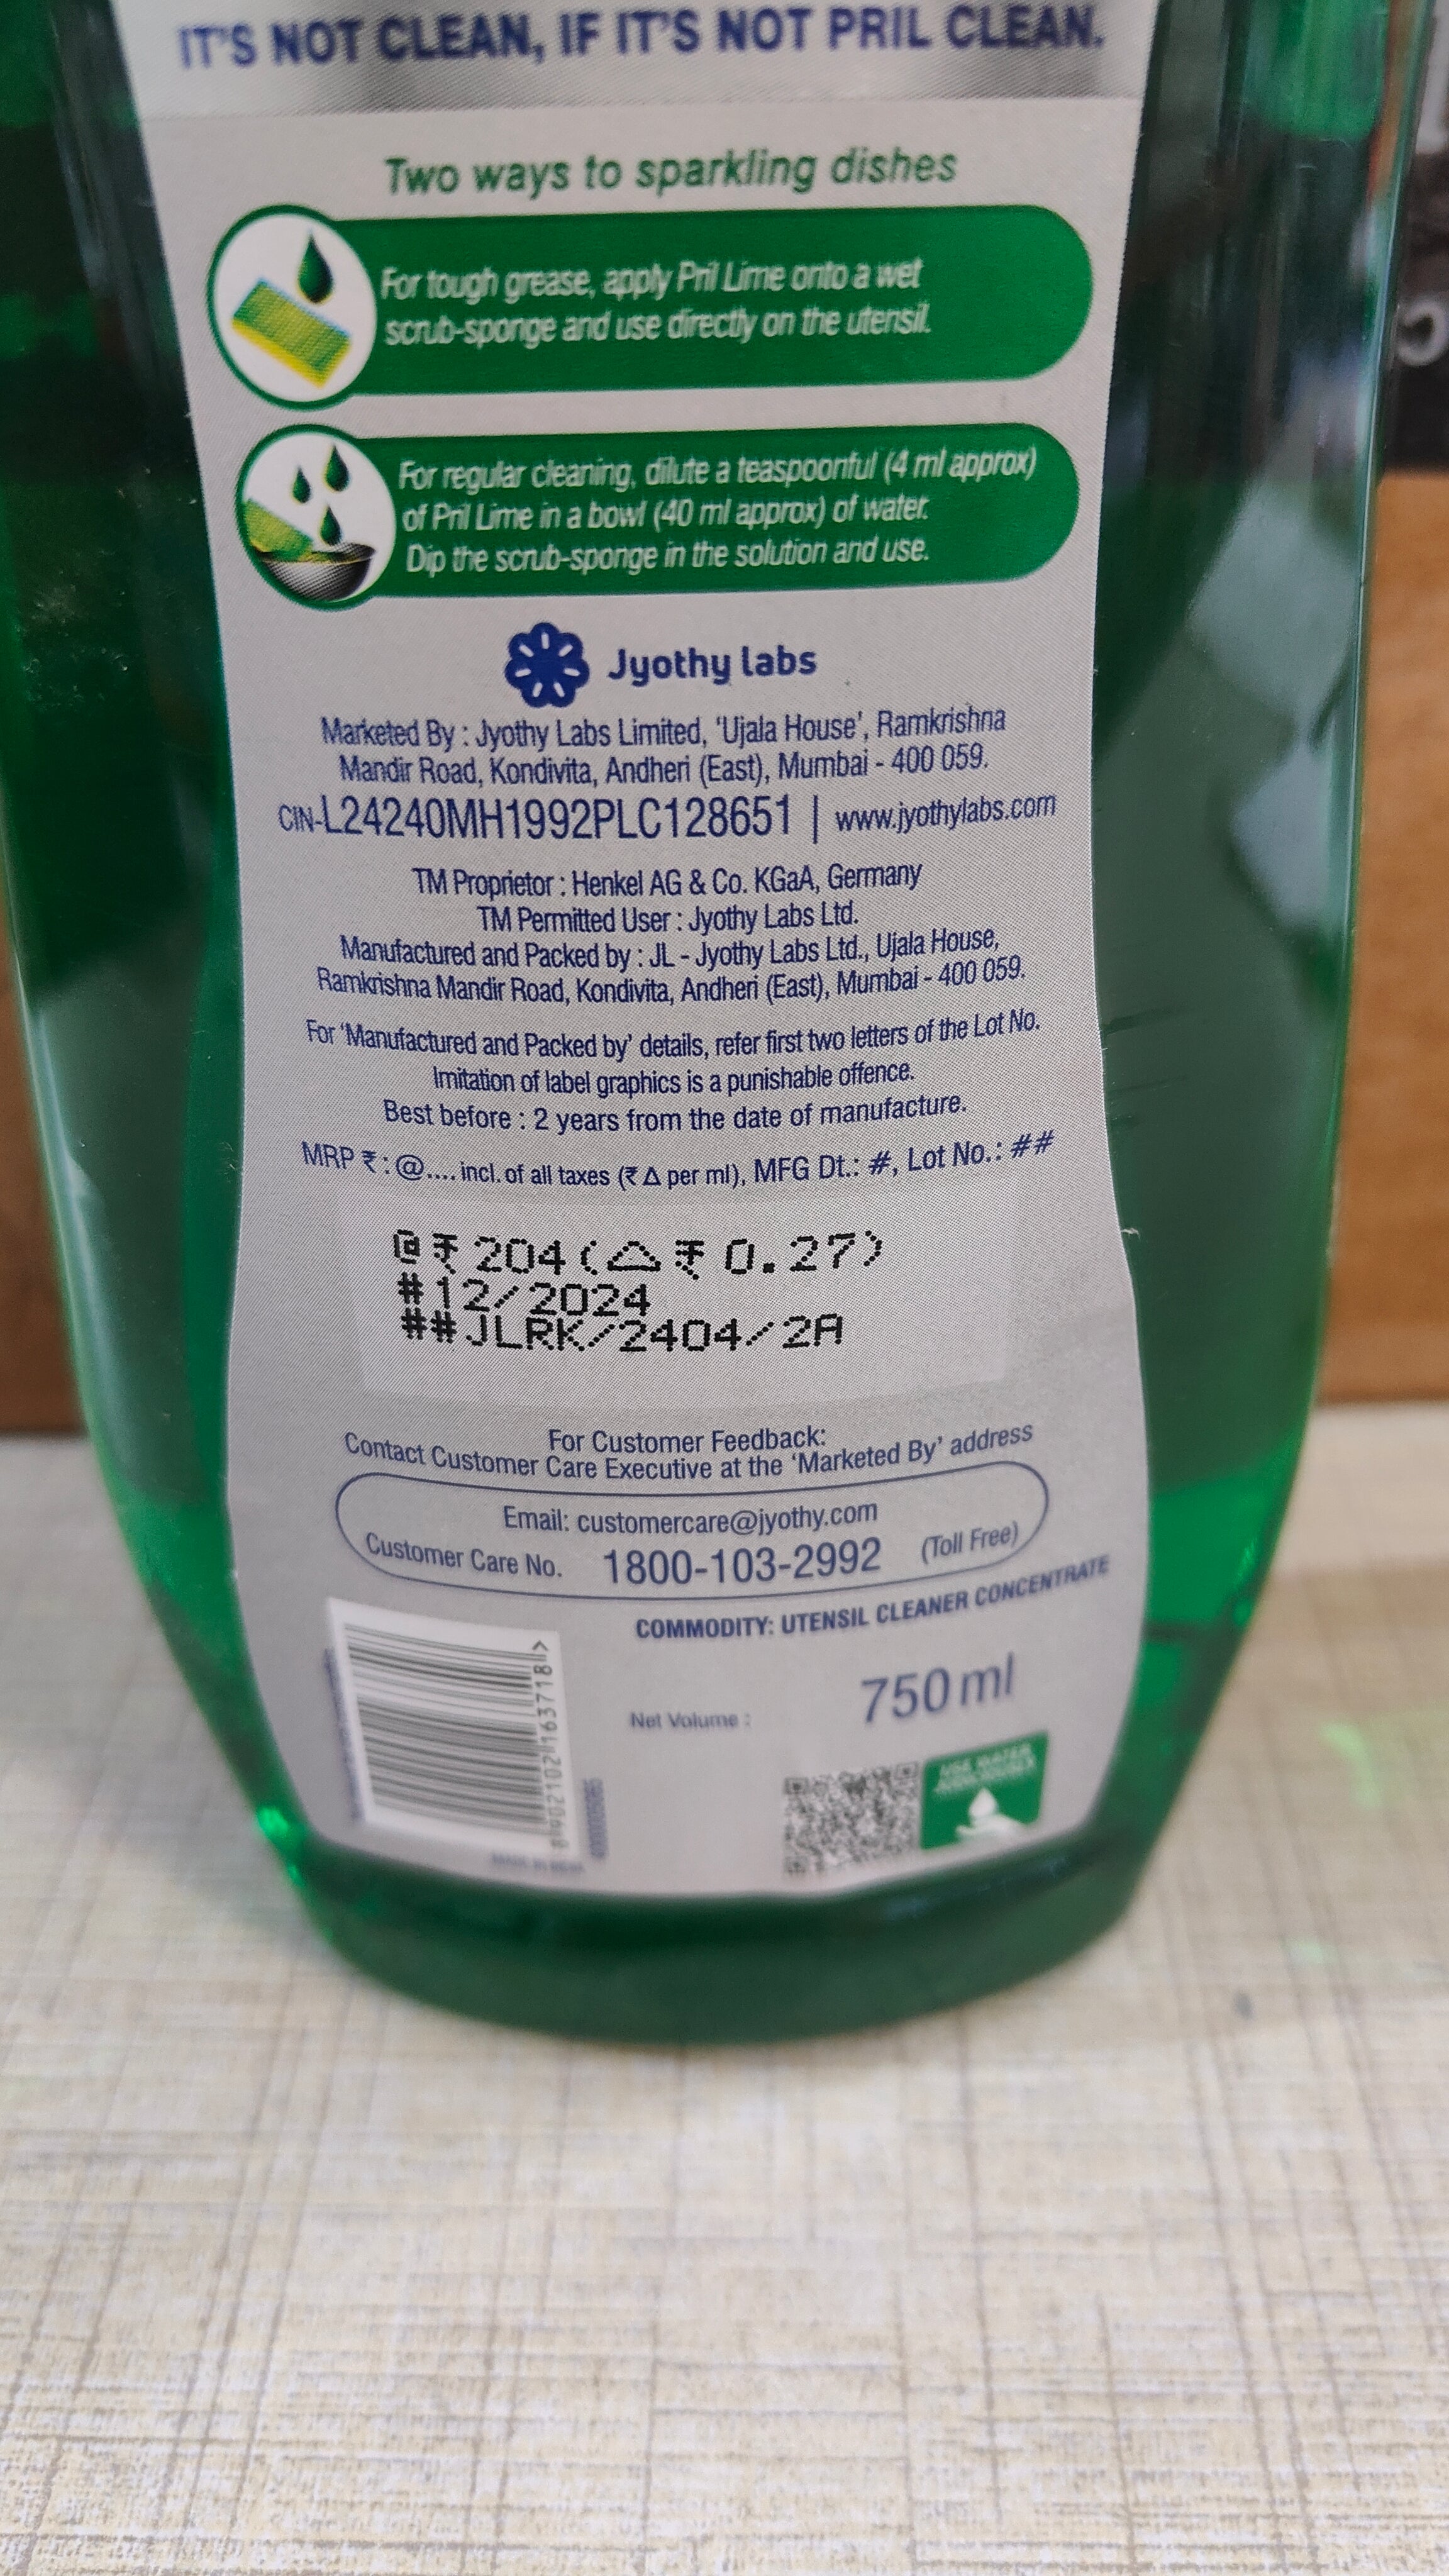 IT'S NOT CLEAN, IF IT'S NOT PRIL CLEAN.
Two ways to sparkling dishes
For tough grease, apply Pril Lime onto a wet
scrub-sponge and use directly on the utensil.
For regular cleaning, dilute a teaspoonful (4 ml approx)
of Pril Lime in a bowl (40 ml approx) of water.
Dip the scrub-sponge in the solution and use.
Jyothy labs
Marketed By : Jyothy Labs Limited, 'Ujala House', Ramkrishna
Mandir Road, Kondivita, Andheri (East), Mumbai - 400 059.
CIN-L24240MH1992PLC128651 | www.jyothylabs.com
TM Proprietor : Henkel AG & Co. KGaA, Germany
TM Permitted User : Jyothy Labs Ltd.
Manufactured and Packed by : JL - Jyothy Labs Ltd., Ujala House,
Ramkrishna Mandir Road, Kondivita, Andheri (East), Mumbai - 400 059.
For 'Manufactured and Packed by' details, refer first two letters of the Lot No.
Imitation of label graphics is a punishable offence.
Best before : 2 years from the date of manufacture.
MRP ₹ : @.... incl. of all taxes (₹ Δ per ml), MFG Dt.: #, Lot No.: ##
@ ₹ 204 (△ ₹ 0.27)
#12/2024
##JLRK/2404/2A
For Customer Feedback:
Contact Customer Care Executive at the 'Marketed By' address
Email: customercare@jyothy.com
Customer Care No. 1800-103-2992 (Toll Free)
COMMODITY: UTENSIL CLEANER CONCENTRATE
Net Volume : 750 ml
8 902102 163718 >
USE WATER